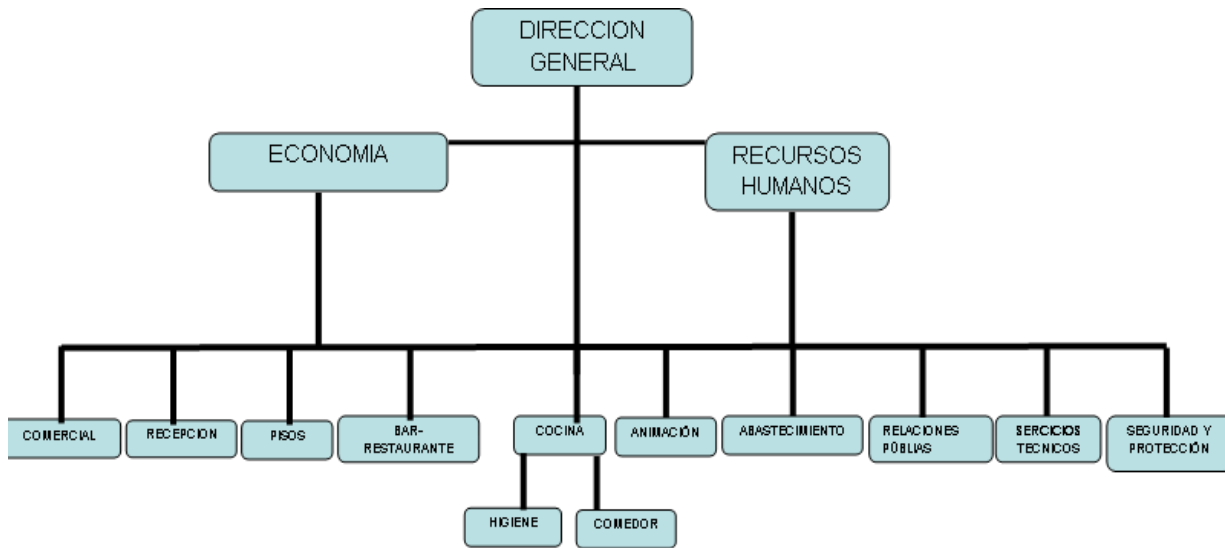 DIRECCION
GENERAL
ECONOMIA
RECURSOS
HUMANOS
COMERCIAL
RECEPCION
PISOS
BAR-
RESTAURANTE
COCINA
ANIMACIÓN
ABASTECIMIENTO
RELACIONES
PÚBLIAS
SERCICIOS
TECNICOS
SEGURIDAD Y
PROTECCIÓN
HIGIENE
COMEDOR